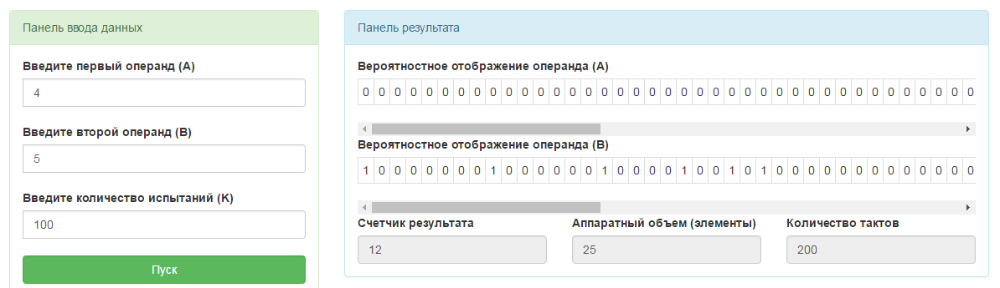 Панель ввода данных
Введите первый операнд (A)
4
Введите второй операнд (B)
5
Введите количество испытаний (K)
100
Пуск
Панель результата
Вероятностное отображение операнда (A)
0 0 0 0 0 0 0 0 0 0 0 0 0 0 0 0 0 0 0 0 0 0 0 0 0 0 0 0 0 0 0 0 0 0 0 0 0 0 0
Вероятностное отображение операнда (B)
1 0 0 0 0 0 0 0 1 0 0 0 0 0 0 1 0 0 0 0 1 0 0 1 0 1 0 0 0 0 0 0 0 0 0 0 0 0 0
Счетчик результата Аппаратный объем (элементы) Количество тактов
12 25 200